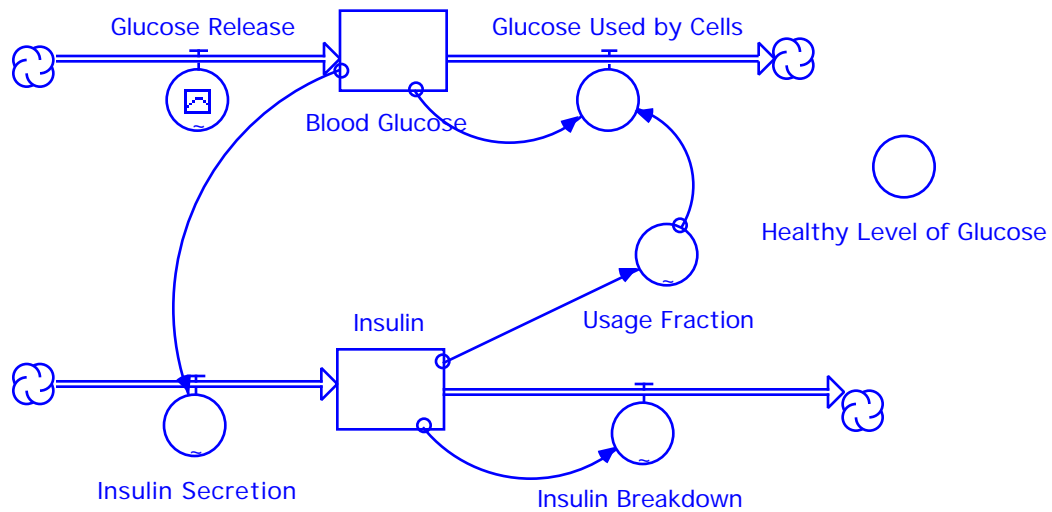 Glucose Release
Glucose Used by Cells
Blood Glucose
Healthy Level of Glucose
Usage Fraction
Insulin
Insulin Secretion
Insulin Breakdown